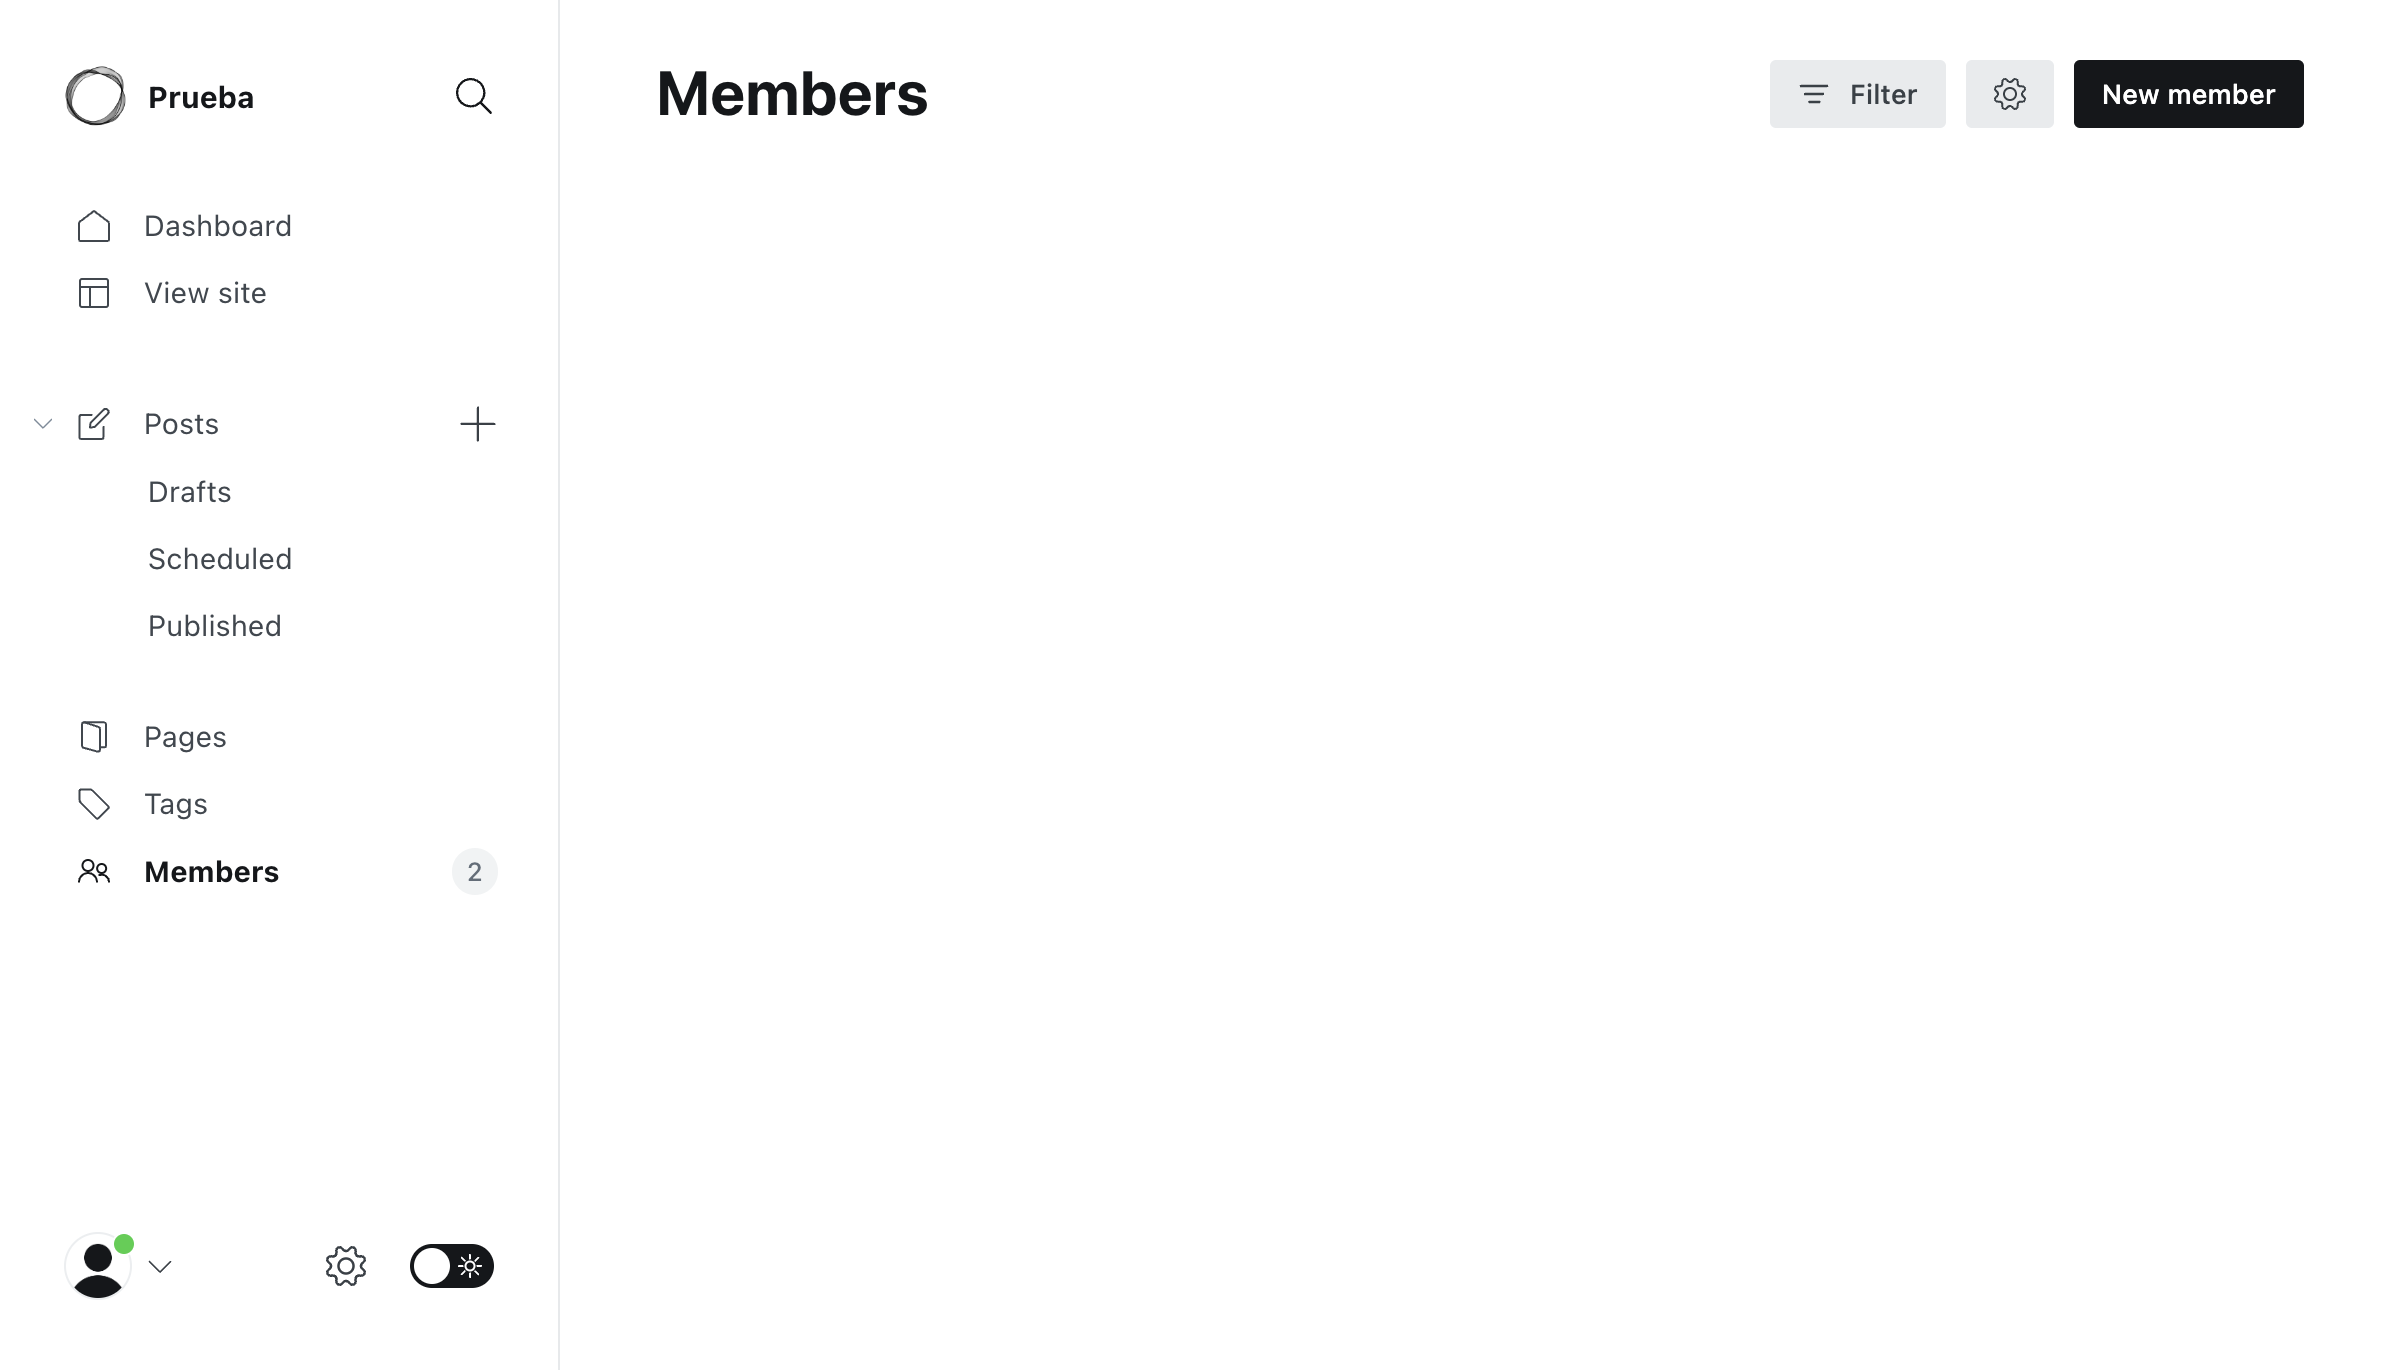 Prueba
Dashboard
View site
Posts
Drafts
Scheduled
Published
Pages
Tags
Members 2
Members
Filter
New member